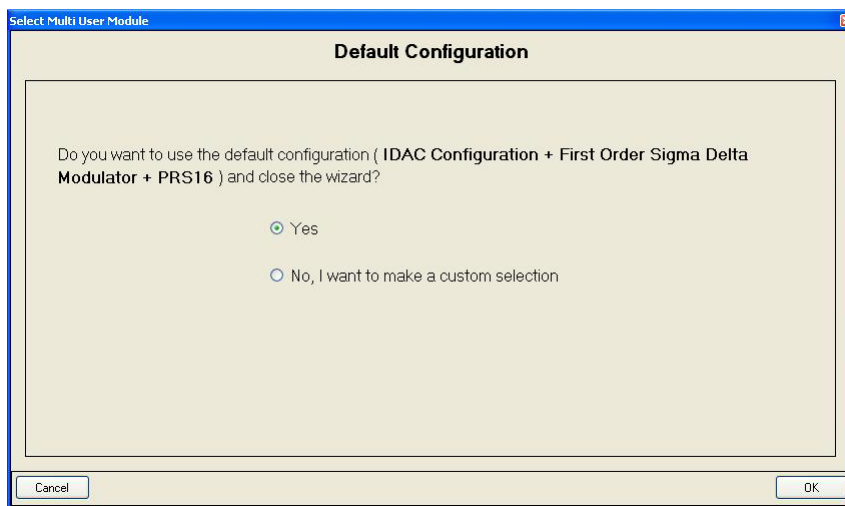 Select Multi User Module
Default Configuration
Do you want to use the default configuration ( IDAC Configuration + First Order Sigma Delta
Modulator + PRS16 ) and close the wizard?
Yes
No, I want to make a custom selection
Cancel
OK